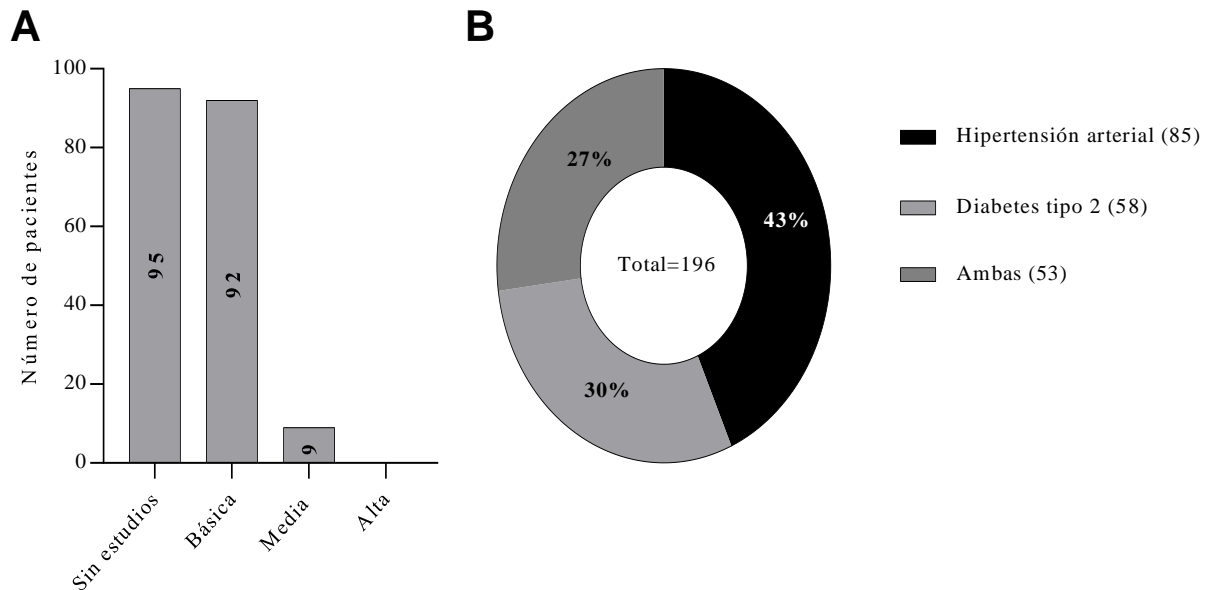 A
Número de pacientes
100
80
60
40
20
0
95
92
9
Sin estudios
Básica
Media
Alta
B
27%
43%
30%
Total=196
Hipertensión arterial (85)
Diabetes tipo 2 (58)
Ambas (53)